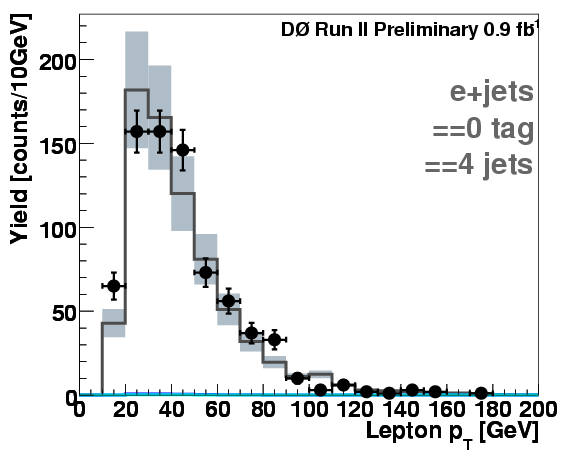 DØ Run II Preliminary 0.9 fb⁻¹
e+jets
==0 tag
==4 jets
Yield [counts/10GeV]
200
150
100
50
0
0 20 40 60 80 100 120 140 160 180 200
Lepton p_T [GeV]